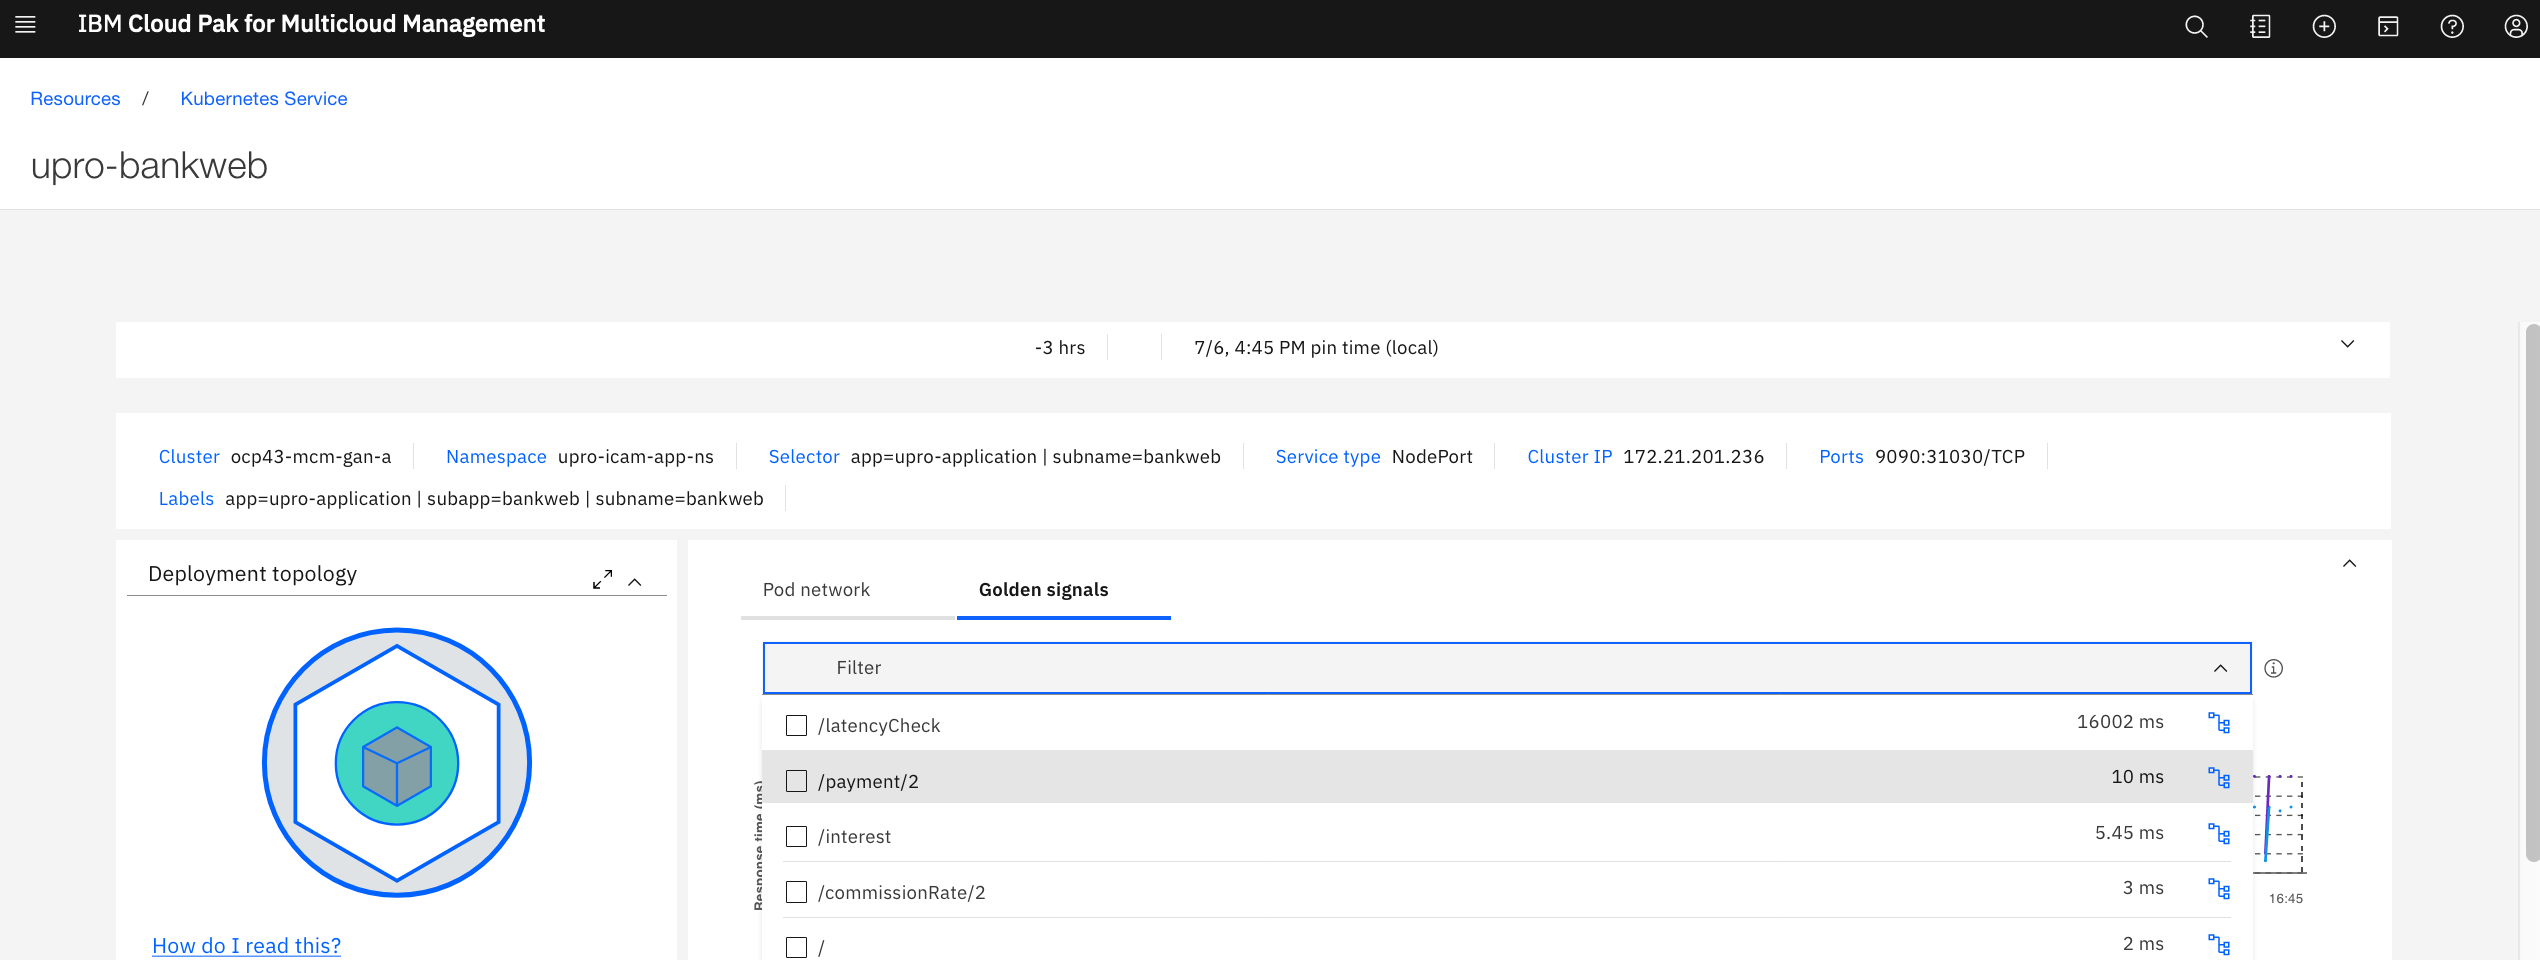 IBM Cloud Pak for Multicloud Management
Resources / Kubernetes Service
upro-bankweb
-3 hrs 7/6, 4:45 PM pin time (local)
Cluster ocp43-mcm-gan-a Namespace upro-icam-app-ns Selector app=upro-application | subname=bankweb Service type NodePort Cluster IP 172.21.201.236 Ports 9090:31030/TCP
Labels app=upro-application | subapp=bankweb | subname=bankweb
Deployment topology
How do I read this?
Pod network Golden signals
Filter
/latencyCheck 16002 ms
/payment/2 10 ms
/interest 5.45 ms
/commissionRate/2 3 ms
/ 2 ms
Response time (ms)
16:45